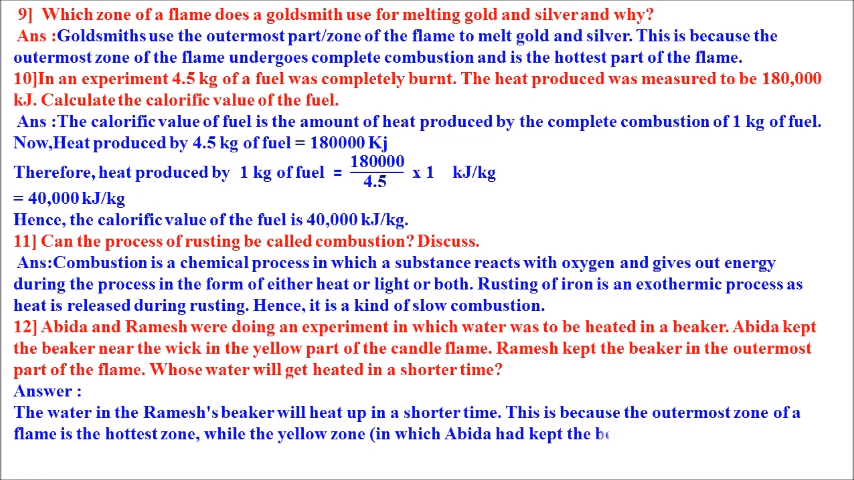 9] Which zone of a flame does a goldsmith use for melting gold and silver and why?
Ans :Goldsmiths use the outermost part/zone of the flame to melt gold and silver. This is because the
outermost zone of the flame undergoes complete combustion and is the hottest part of the flame.
10]In an experiment 4.5 kg of a fuel was completely burnt. The heat produced was measured to be 180,000
kJ. Calculate the calorific value of the fuel.
Ans :The calorific value of fuel is the amount of heat produced by the complete combustion of 1 kg of fuel.
Now,Heat produced by 4.5 kg of fuel = 180000 Kj
Therefore, heat produced by 1 kg of fuel = 180000/4.5 x 1 kJ/kg
= 40,000 kJ/kg
Hence, the calorific value of the fuel is 40,000 kJ/kg.
11] Can the process of rusting be called combustion? Discuss.
Ans:Combustion is a chemical process in which a substance reacts with oxygen and gives out energy
during the process in the form of either heat or light or both. Rusting of iron is an exothermic process as
heat is released during rusting. Hence, it is a kind of slow combustion.
12] Abida and Ramesh were doing an experiment in which water was to be heated in a beaker. Abida kept
the beaker near the wick in the yellow part of the candle flame. Ramesh kept the beaker in the outermost
part of the flame. Whose water will get heated in a shorter time?
Answer :
The water in the Ramesh's beaker will heat up in a shorter time. This is because the outermost zone of a
flame is the hottest zone, while the yellow zone (in which Abida had kept the